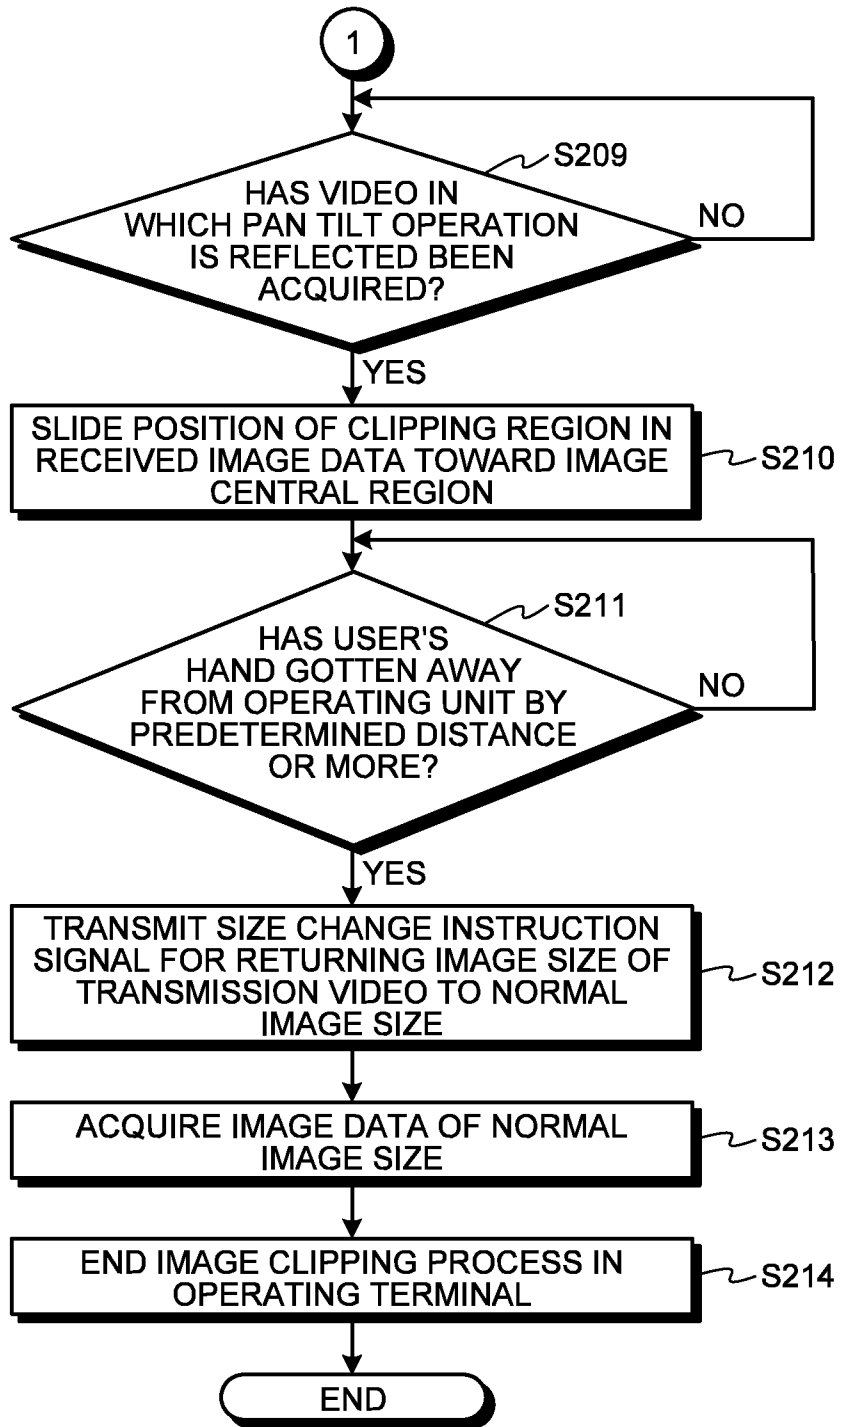 1
S209
HAS VIDEO IN
WHICH PAN TILT OPERATION
IS REFLECTED BEEN
ACQUIRED?
NO
YES
SLIDE POSITION OF CLIPPING REGION IN
RECEIVED IMAGE DATA TOWARD IMAGE
CENTRAL REGION
S210
S211
HAS USER'S
HAND GOTTEN AWAY
FROM OPERATING UNIT BY
PREDETERMINED DISTANCE
OR MORE?
NO
YES
TRANSMIT SIZE CHANGE INSTRUCTION
SIGNAL FOR RETURNING IMAGE SIZE OF
TRANSMISSION VIDEO TO NORMAL
IMAGE SIZE
S212
ACQUIRE IMAGE DATA OF NORMAL
IMAGE SIZE
S213
END IMAGE CLIPPING PROCESS IN
OPERATING TERMINAL
S214
END